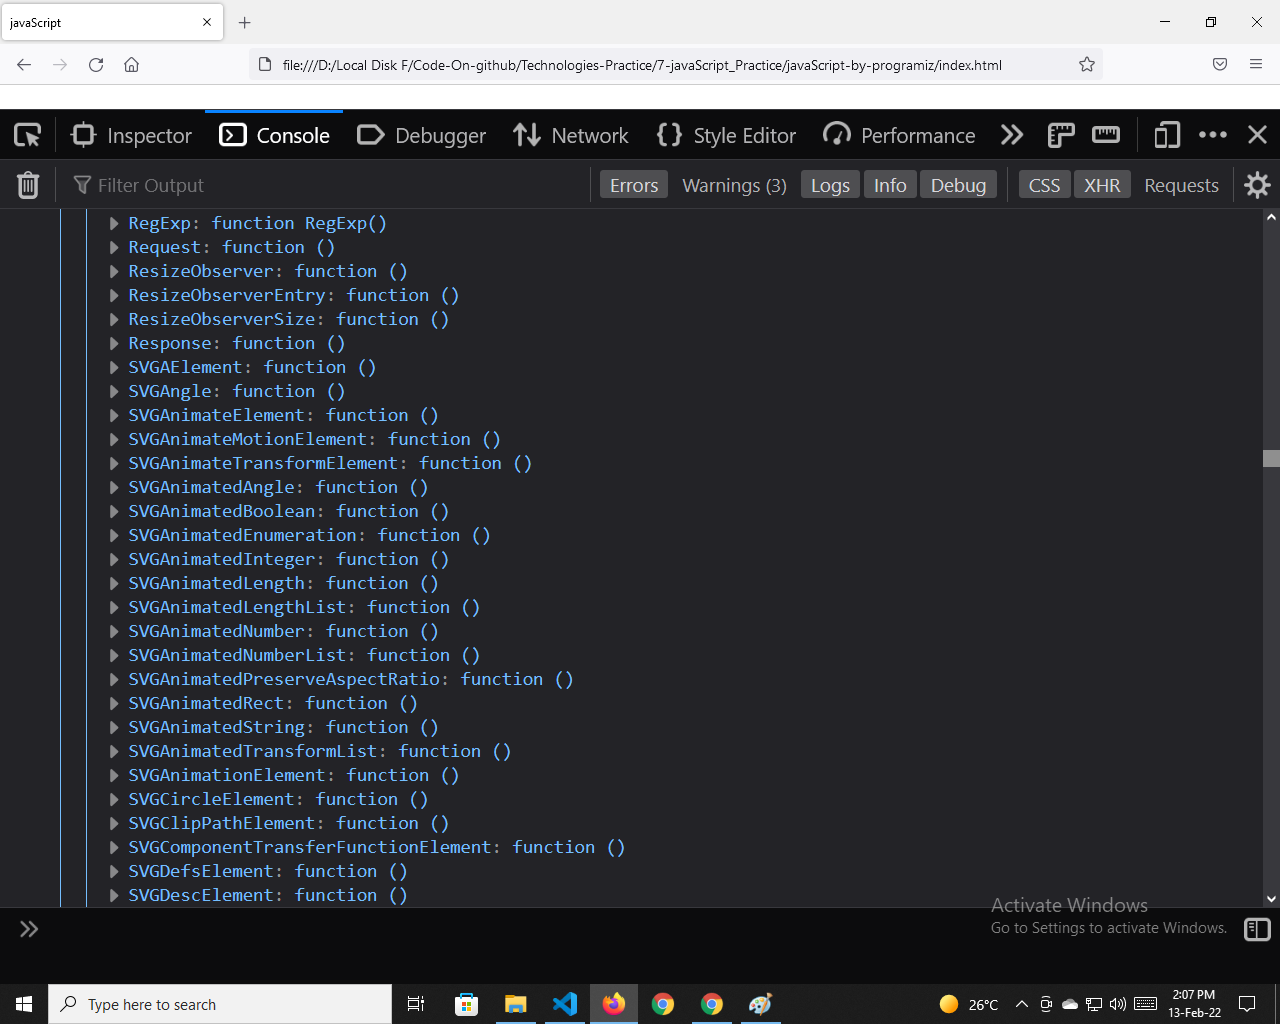 javaScript
file:///D:/Local Disk F/Code-On-github/Technologies-Practice/7-javaScript_Practice/javaScript-by-programiz/index.html
Inspector Console Debugger Network Style Editor Performance
Filter Output Errors Warnings (3) Logs Info Debug CSS XHR Requests
RegExp: function RegExp()
Request: function ()
ResizeObserver: function ()
ResizeObserverEntry: function ()
ResizeObserverSize: function ()
Response: function ()
SVGAElement: function ()
SVGAngle: function ()
SVGAnimateElement: function ()
SVGAnimateMotionElement: function ()
SVGAnimateTransformElement: function ()
SVGAnimatedAngle: function ()
SVGAnimatedBoolean: function ()
SVGAnimatedEnumeration: function ()
SVGAnimatedInteger: function ()
SVGAnimatedLength: function ()
SVGAnimatedLengthList: function ()
SVGAnimatedNumber: function ()
SVGAnimatedNumberList: function ()
SVGAnimatedPreserveAspectRatio: function ()
SVGAnimatedRect: function ()
SVGAnimatedString: function ()
SVGAnimatedTransformList: function ()
SVGAnimationElement: function ()
SVGCircleElement: function ()
SVGClipPathElement: function ()
SVGComponentTransferFunctionElement: function ()
SVGDefsElement: function ()
SVGDescElement: function ()
Activate Windows
Go to Settings to activate Windows.
Type here to search
26°C
2:07 PM
13-Feb-22